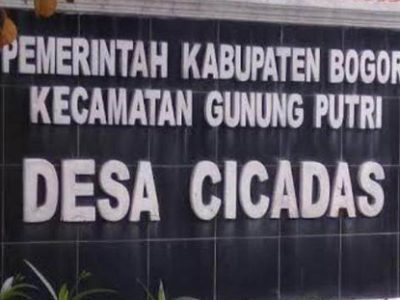 PEMERINTAH KABUPATEN BOGOR
KECAMATAN GUNUNG PUTRI
DESA CICADAS